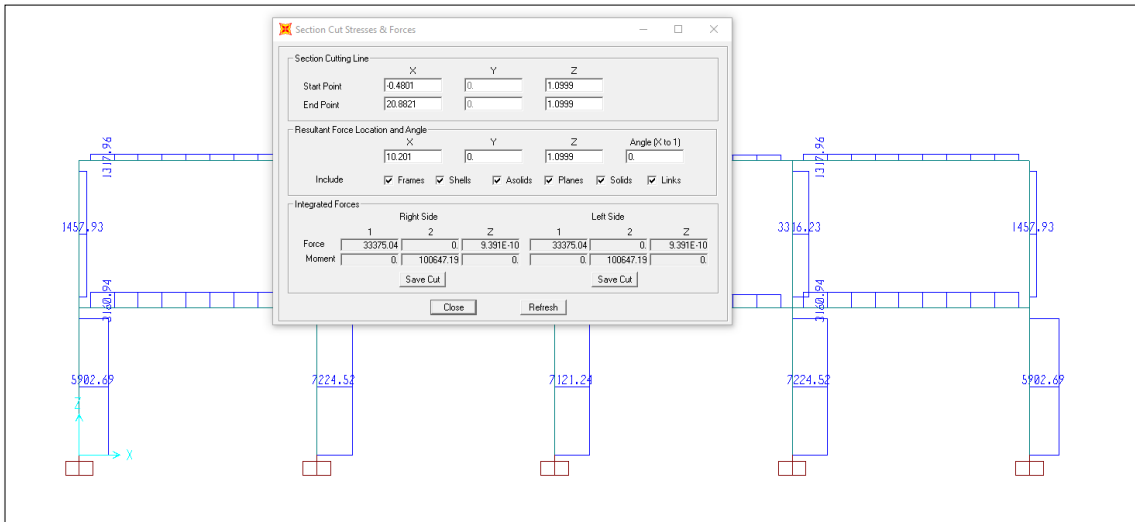 Section Cut Stresses & Forces
Section Cutting Line
X Y Z
Start Point -0.4801 0. 1.0999
End Point 20.8821 0. 1.0999
Resultant Force Location and Angle
X Y Z Angle (X to 1)
10.201 0. 1.0999 0.
Include Frames Shells Asolids Planes Solids Links
Integrated Forces
Right Side Left Side
1 2 Z 1 2 Z
Force 33375.04 0. 9.391E-10 33375.04 0. 9.391E-10
Moment 0. 100647.19 0. 0. 100647.19 0.
Save Cut Save Cut
Close Refresh
1317.96 1317.96
1457.93 3316.23 1457.93
3160.94 3160.94
5902.69 7224.52 7121.24 7224.52 5902.69
Z
X